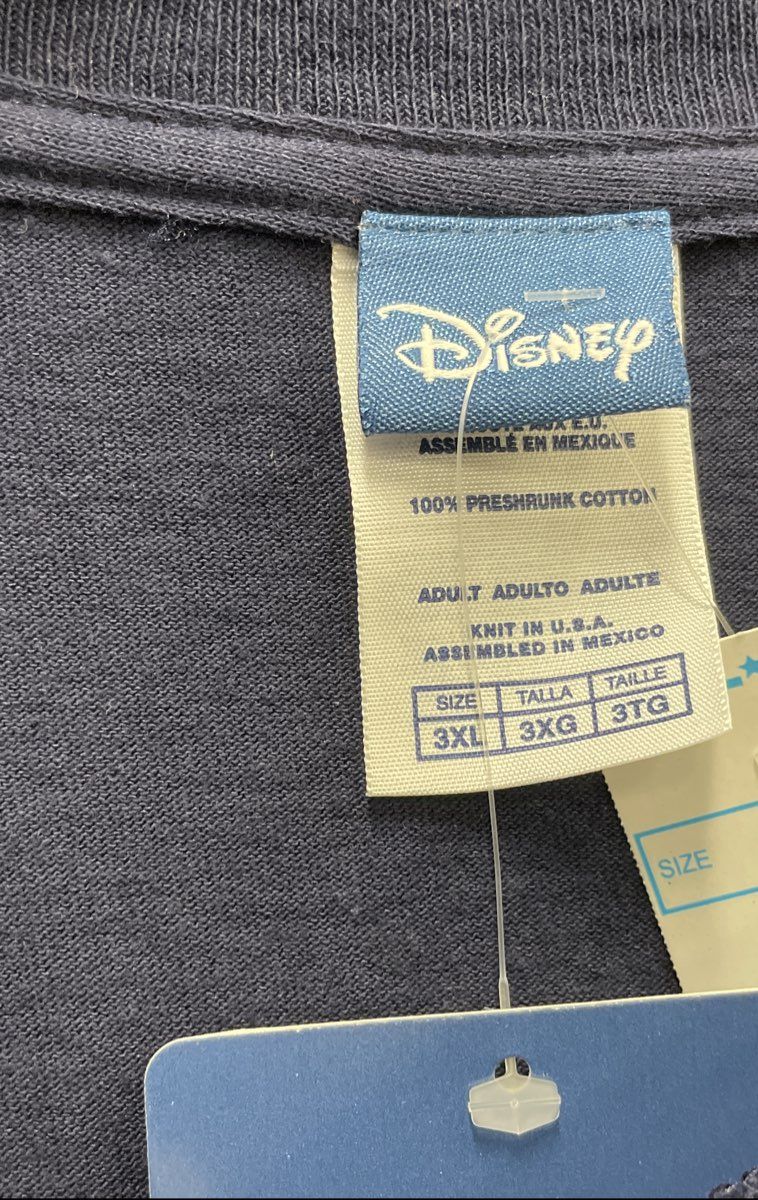 Disney
AUX E.U.
ASSEMBLÉ EN MEXIQUE
100% PRESHRUNK COTTON
ADULT ADULTO ADULTE
KNIT IN U.S.A.
ASSEMBLED IN MEXICO
SIZE TALLA TAILLE
3XL 3XG 3TG
SIZE